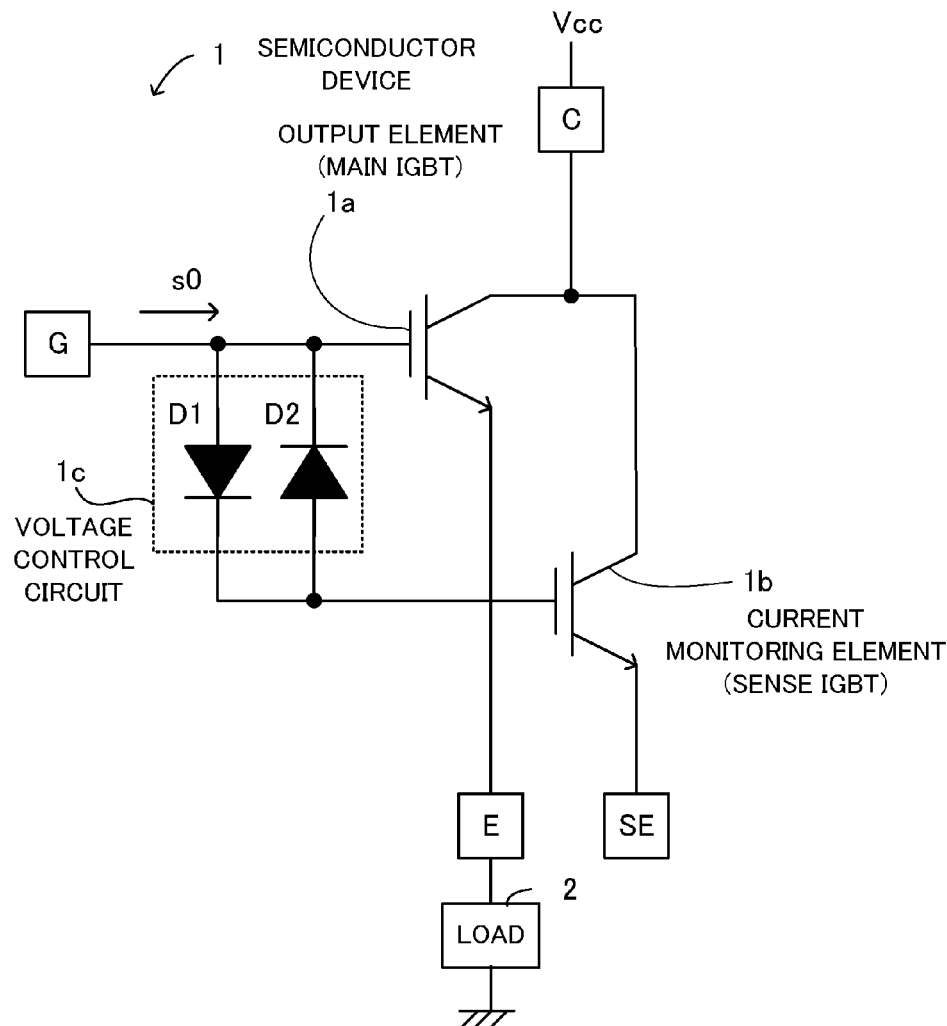 Vcc
1
SEMICONDUCTOR
DEVICE
C
OUTPUT ELEMENT
(MAIN IGBT)
1a
s0
G
D1
D2
1c
VOLTAGE
CONTROL
CIRCUIT
1b
CURRENT
MONITORING ELEMENT
(SENSE IGBT)
E
SE
2
LOAD